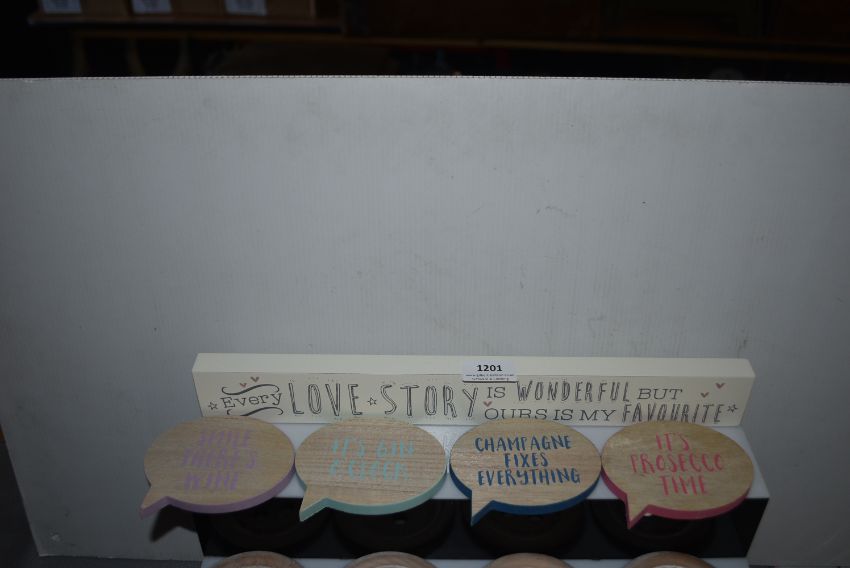 1201
Every LOVE STORY IS WONDERFUL BUT
OURS IS MY FAVOURITE
THERE'S
WINE
IT'S GIN
O'CLOCK
CHAMPAGNE
FIXES
EVERYTHING
IT'S
PROSECCO
TIME